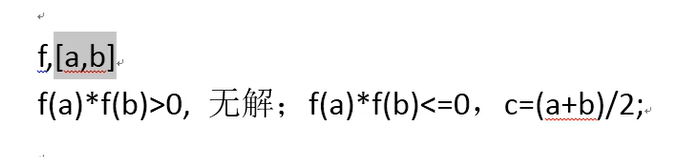 f,[a,b]
f(a)*f(b)>0, 无解；f(a)*f(b)<=0，c=(a+b)/2;